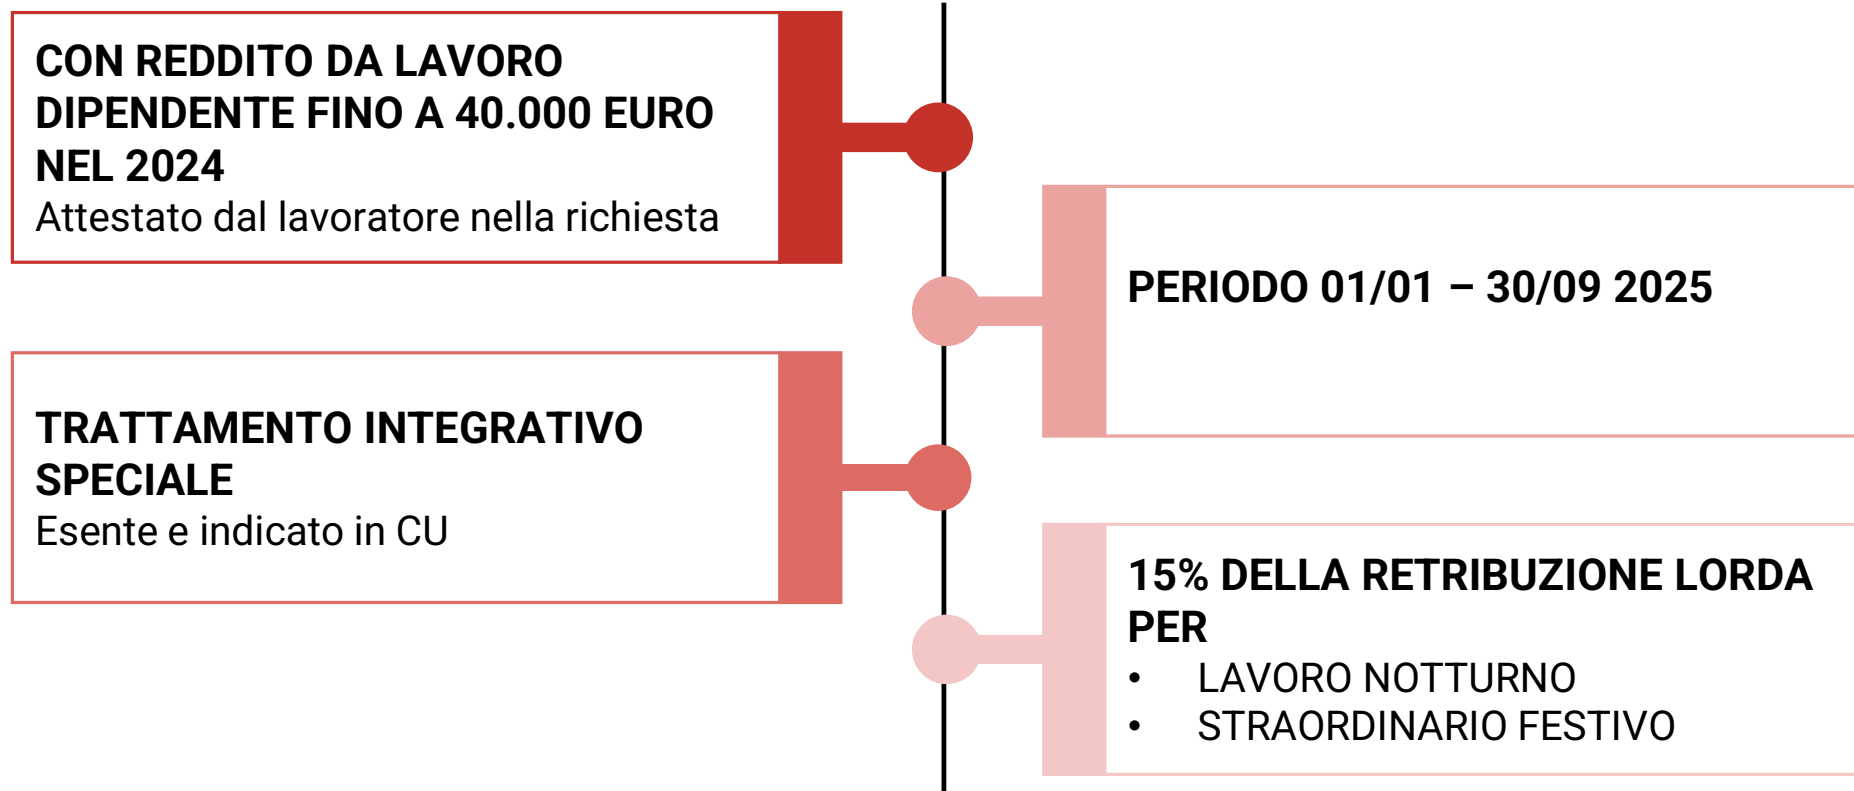 CON REDDITO DA LAVORO
DIPENDENTE FINO A 40.000 EURO
NEL 2024
Attestato dal lavoratore nella richiesta
PERIODO 01/01 – 30/09 2025
TRATTAMENTO INTEGRATIVO
SPECIALE
Esente e indicato in CU
15% DELLA RETRIBUZIONE LORDA
PER
• LAVORO NOTTURNO
• STRAORDINARIO FESTIVO